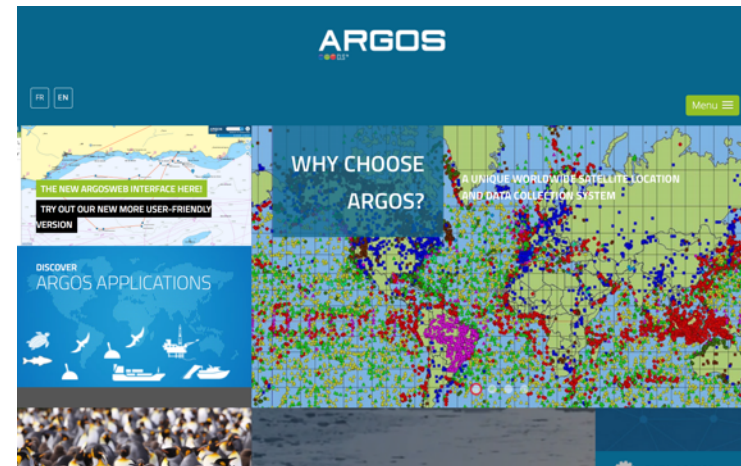 ARGOS
FR EN
Menu
THE NEW ARGOSWEB INTERFACE HERE!
TRY OUT OUR NEW MORE USER-FRIENDLY
VERSION
WHY CHOOSE
ARGOS?
A UNIQUE WORLDWIDE SATELLITE LOCATION
AND DATA COLLECTION SYSTEM
DISCOVER
ARGOS APPLICATIONS